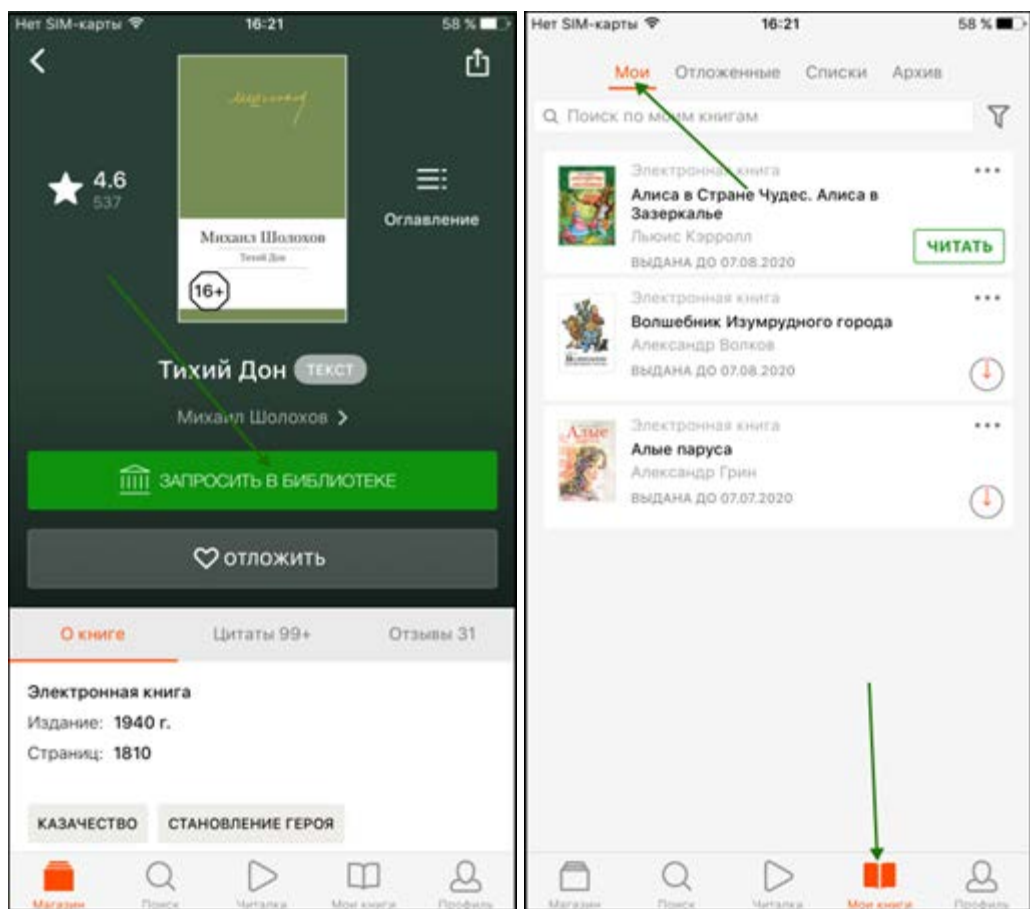 Нет SIM-карты 16:21 58 %
4.6
537
Оглавление
Михаил Шолохов
Тихий Дон
16+
Тихий Дон ТЕКСТ
Михаил Шолохов >
ЗАПРОСИТЬ В БИБЛИОТЕКЕ
ОТЛОЖИТЬ
О книге Цитаты 99+ Отзывы 31
Электронная книга
Издание: 1940 г.
Страниц: 1810
КАЗАЧЕСТВО СТАНОВЛЕНИЕ ГЕРОЯ
Магазин Поиск Читалка Мои книги Профиль
Нет SIM-карты 16:21 58 %
Мои Отложенные Списки Архив
Поиск по моим книгам
Электронная книга
Алиса в Стране Чудес. Алиса в
Зазеркалье
Льюис Кэрролл
ВЫДАНА ДО 07.08.2020
ЧИТАТЬ
Электронная книга
Волшебник Изумрудного города
Александр Волков
ВЫДАНА ДО 07.08.2020
Алые
Электронная книга
Алые паруса
Александр Грин
ВЫДАНА ДО 07.07.2020
Магазин Поиск Читалка Мои книги Профиль